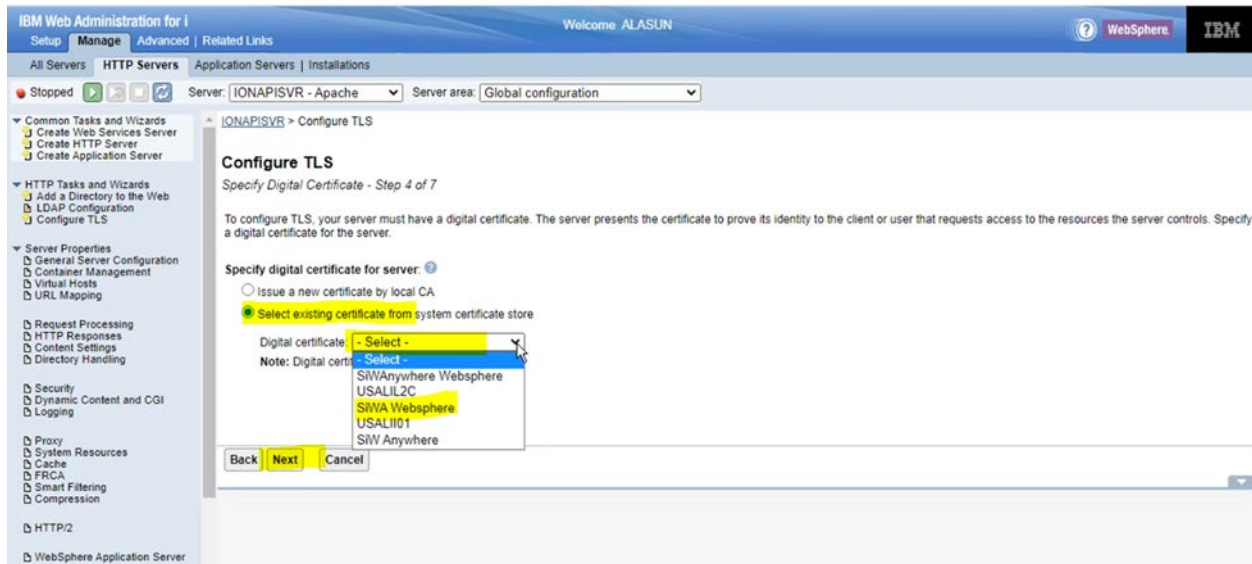 IBM Web Administration for i
Welcome ALASUN
? WebSphere. IBM
Setup Manage Advanced | Related Links
All Servers HTTP Servers Application Servers | Installations
Stopped Server: IONAPISVR - Apache Server area: Global configuration
Common Tasks and Wizards
Create Web Services Server
Create HTTP Server
Create Application Server
HTTP Tasks and Wizards
Add a Directory to the Web
LDAP Configuration
Configure TLS
Server Properties
General Server Configuration
Container Management
Virtual Hosts
URL Mapping
Request Processing
HTTP Responses
Content Settings
Directory Handling
Security
Dynamic Content and CGI
Logging
Proxy
System Resources
Cache
FRCA
Smart Filtering
Compression
HTTP/2
WebSphere Application Server
IONAPISVR > Configure TLS
Configure TLS
Specify Digital Certificate - Step 4 of 7
To configure TLS, your server must have a digital certificate. The server presents the certificate to prove its identity to the client or user that requests access to the resources the server controls. Specify
a digital certificate for the server.
Specify digital certificate for server: ?
Issue a new certificate by local CA
Select existing certificate from system certificate store
Digital certificate: - Select -
Note: Digital certi
- Select -
SiWAnywhere Websphere
USALIL2C
SiWA Websphere
USALII01
SiW Anywhere
Back Next Cancel